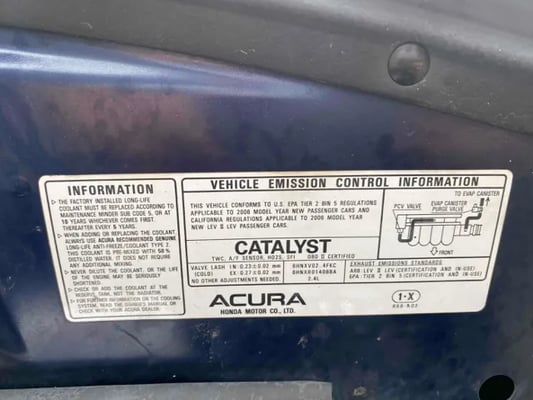 INFORMATION
▷ THE FACTORY INSTALLED LONG-LIFE
COOLANT MUST BE REPLACED ACCORDING TO
MAINTENANCE MINDER SUB CODE 5, OR AT
10 YEARS WHICHEVER COMES FIRST.
THEREAFTER EVERY 5 YEARS.
▷ WHEN ADDING OR REPLACING THE COOLANT
ALWAYS USE ACURA RECOMMENDED GENUINE
LONG-LIFE ANTI-FREEZE/COOLANT TYPE 2.
THIS COOLANT IS PRE-MIXED WITH 50 %
DISTILLED WATER. IT DOES NOT REQUIRE
ANY ADDITIONAL MIXING.
▷ NEVER DILUTE THE COOLANT, OR THE LIFE
OF THE ENGINE MAY BE SERIOUSLY
SHORTENED.
▷ CHECK OR ADD THE COOLANT AT THE
RESERVE TANK, NOT THE RADIATOR.
▷ FOR FURTHER INFORMATION ON THE COOLING
SYSTEM, READ THE OWNER'S MANUAL OR
CHECK WITH YOUR ACURA DEALER.
VEHICLE EMISSION CONTROL INFORMATION
THIS VEHICLE CONFORMS TO U.S. EPA TIER 2 BIN 5 REGULATIONS
APPLICABLE TO 2008 MODEL YEAR NEW PASSENGER CARS AND
CALIFORNIA REGULATIONS APPLICABLE TO 2008 MODEL YEAR
NEW LEV II LEV PASSENGER CARS.
TO EVAP CANISTER
PCV VALVE
EVAP CANISTER
PURGE VALVE
CATALYST
TWC, A/F SENSOR, HO2S, SFI OBD II CERTIFIED
VALVE LASH IN:0.23±0.02 mm
(COLD) EX:0.27±0.02 mm
NO OTHER ADJUSTMENTS NEEDED.
8HNXV02.4FKC
8HNXR0140BBA
2.4L
EXHAUST EMISSIONS STANDARDS
ARB:LEV II LEV(CERTIFICATION AND IN-USE)
EPA:TIER 2 BIN 5(CERTIFICATION AND IN-USE)
ACURA
HONDA MOTOR CO., LTD.
1-X